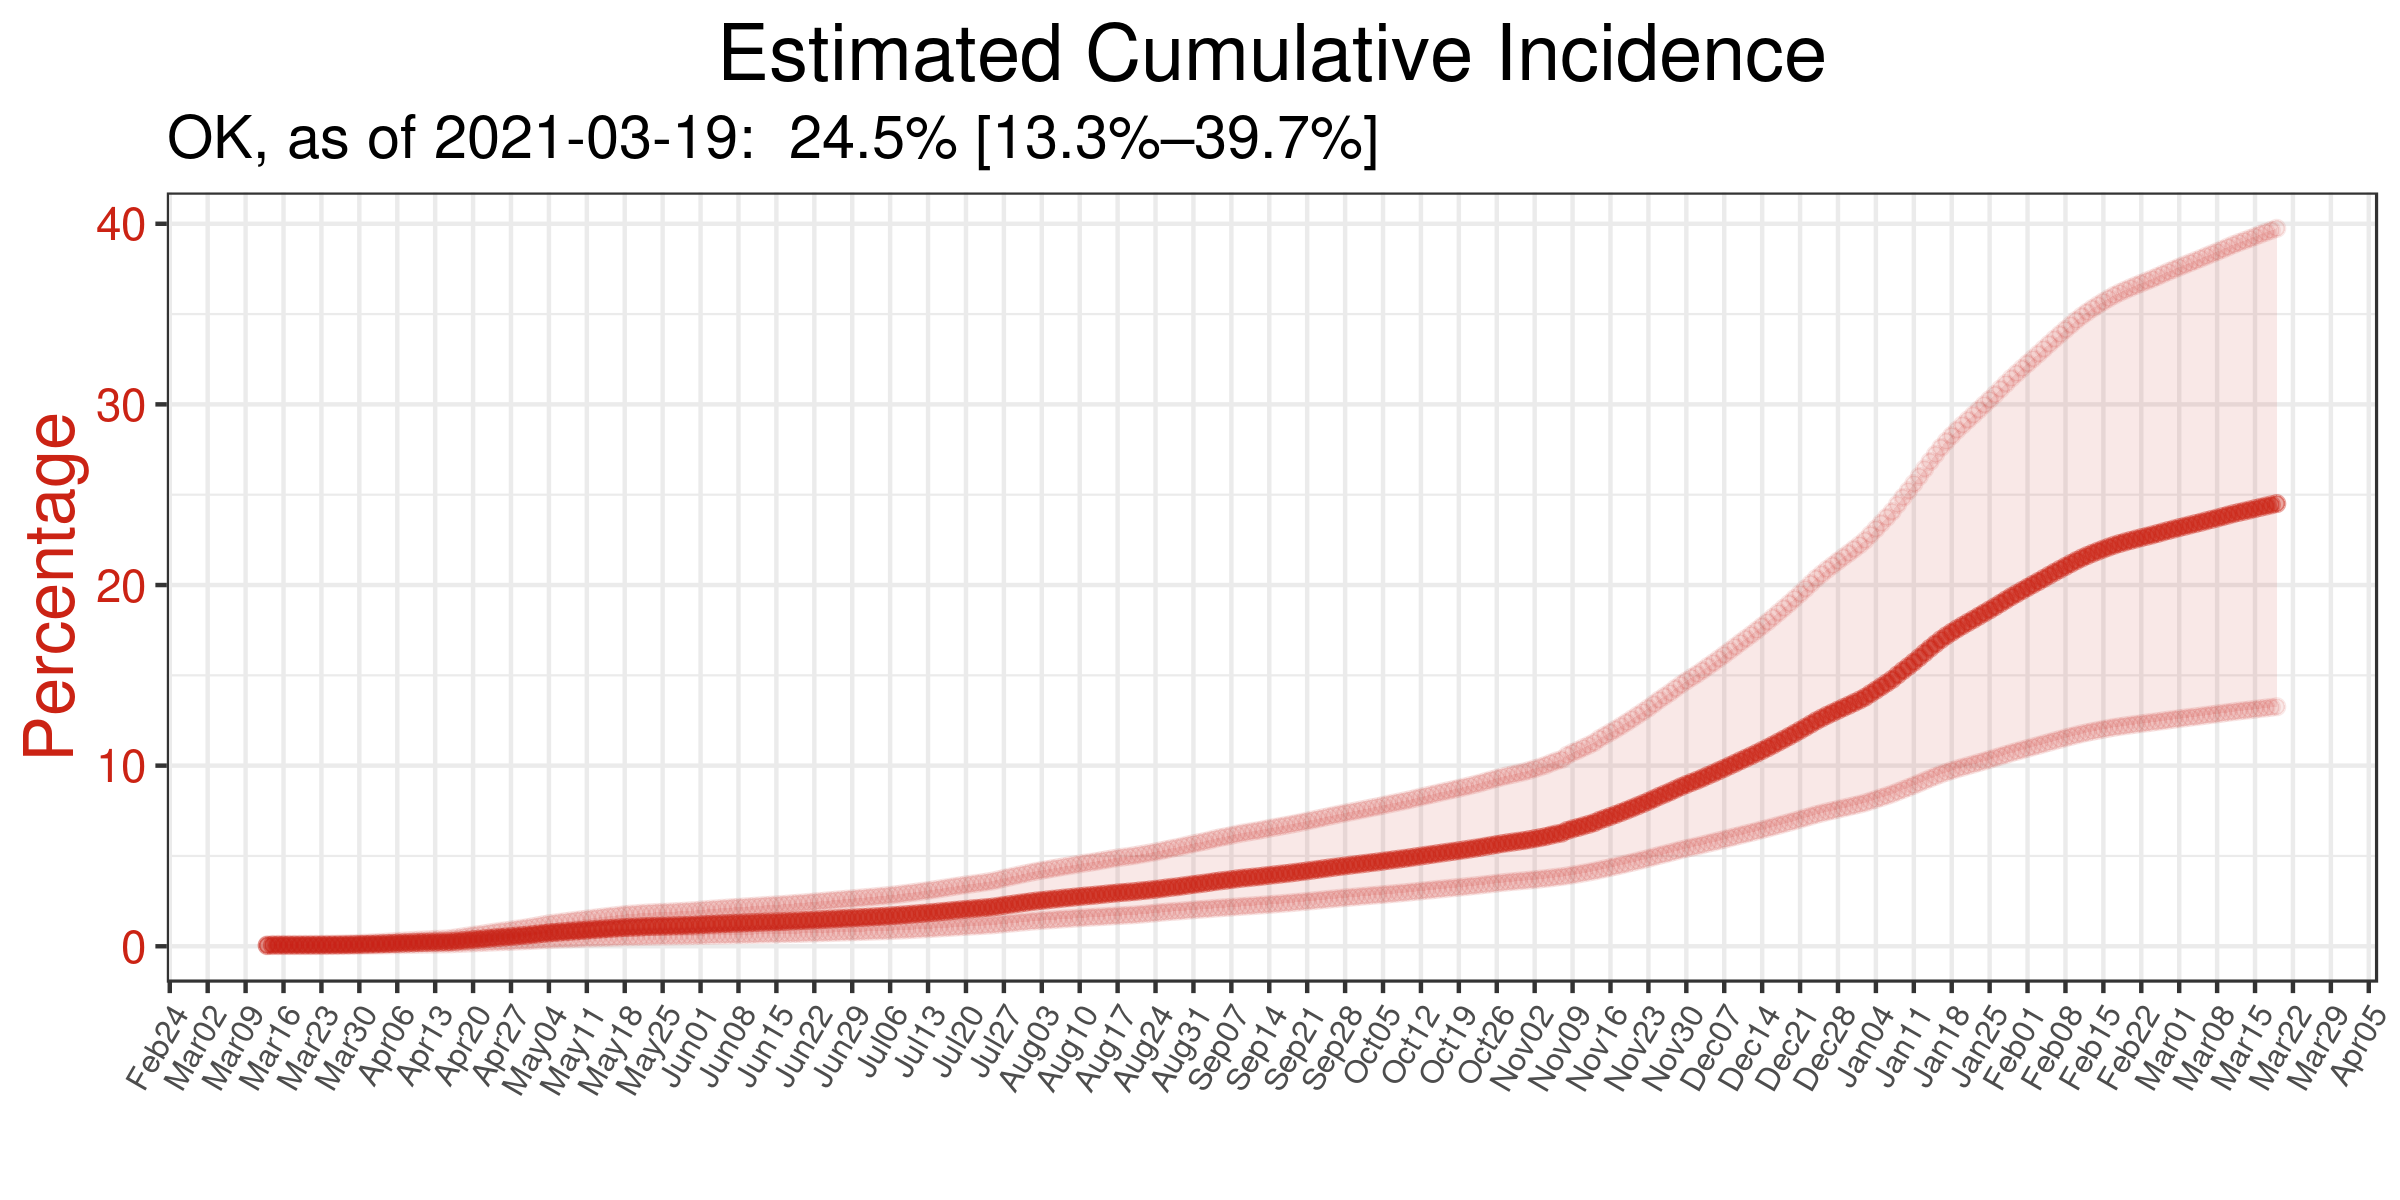 Estimated Cumulative Incidence
OK, as of 2021-03-19:  24.5% [13.3%–39.7%]
Percentage
40
30
20
10
0
Feb24
Mar02
Mar09
Mar16
Mar23
Mar30
Apr06
Apr13
Apr20
Apr27
May04
May11
May18
May25
Jun01
Jun08
Jun15
Jun22
Jun29
Jul06
Jul13
Jul20
Jul27
Aug03
Aug10
Aug17
Aug24
Aug31
Sep07
Sep14
Sep21
Sep28
Oct05
Oct12
Oct19
Oct26
Nov02
Nov09
Nov16
Nov23
Nov30
Dec07
Dec14
Dec21
Dec28
Jan04
Jan11
Jan18
Jan25
Feb01
Feb08
Feb15
Feb22
Mar01
Mar08
Mar15
Mar22
Mar29
Apr05